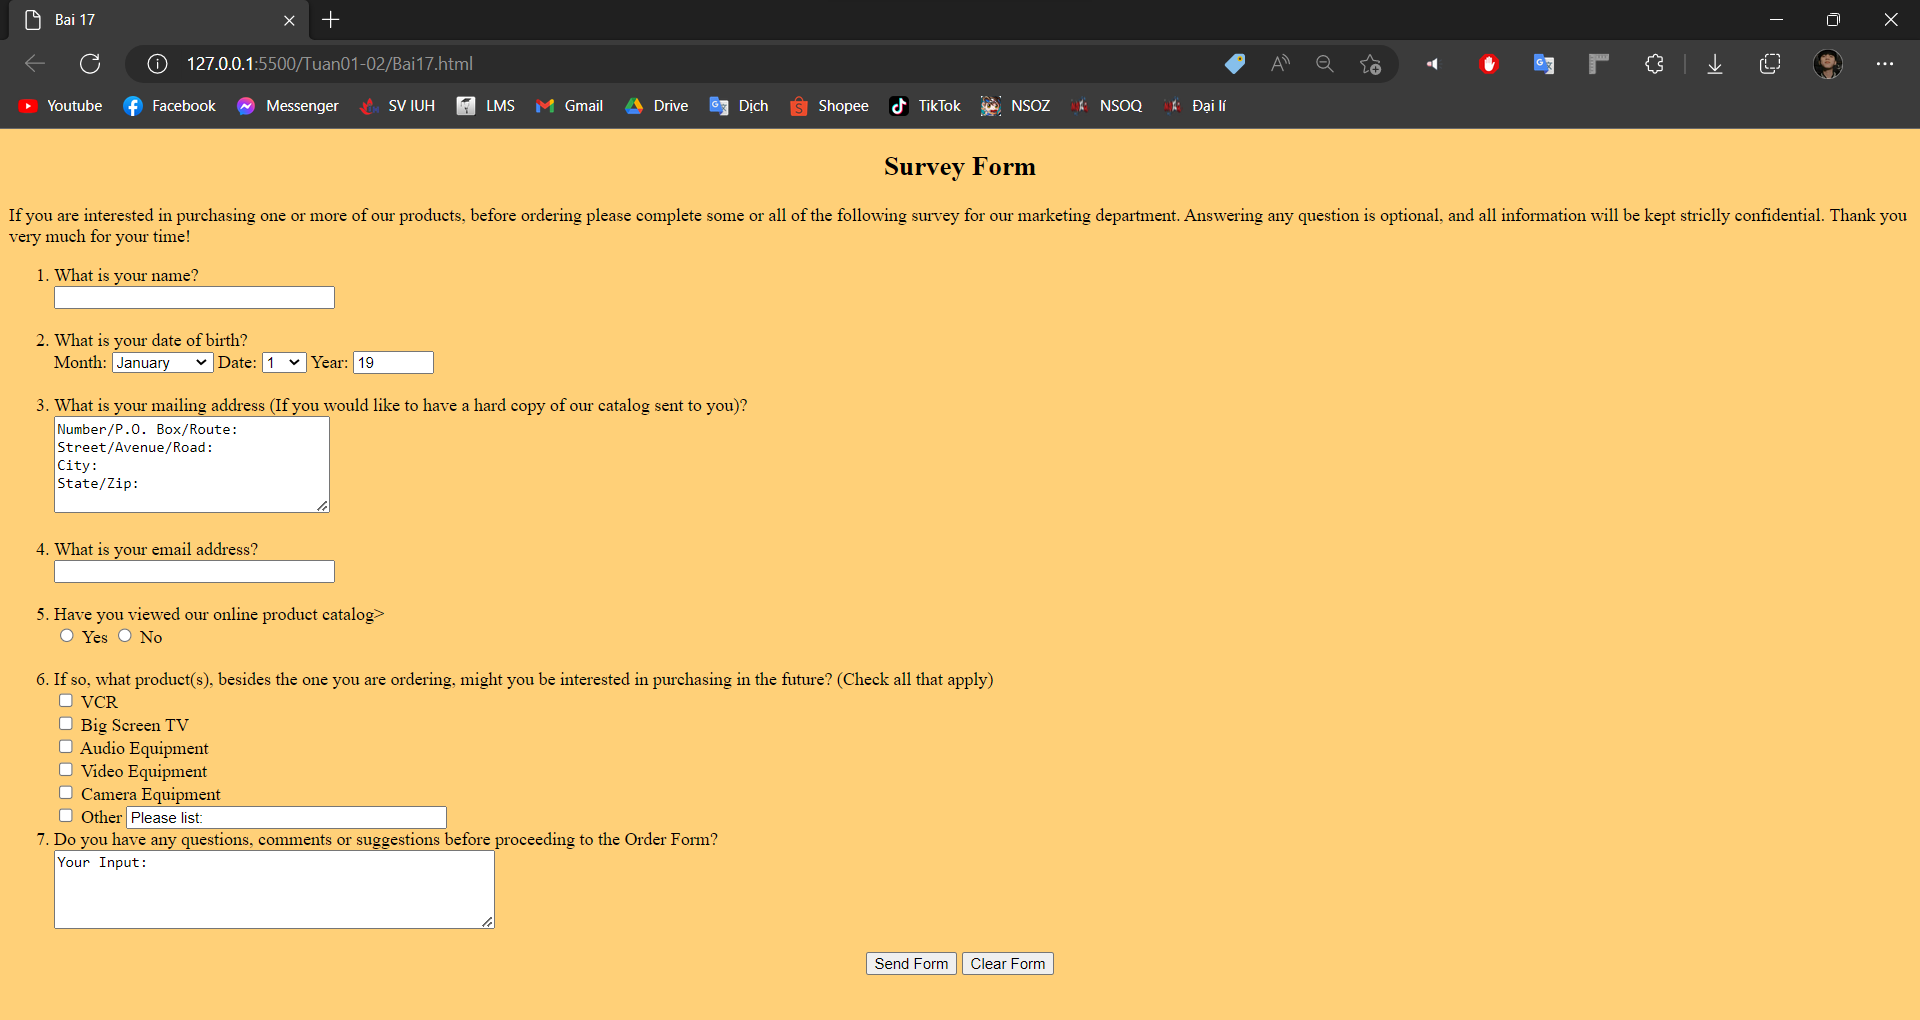 Bai 17
127.0.0.1:5500/Tuan01-02/Bai17.html
Youtube Facebook Messenger SV IUH LMS Gmail Drive Dịch Shopee TikTok NSOZ NSOQ Đại lí
Survey Form
If you are interested in purchasing one or more of our products, before ordering please complete some or all of the following survey for our marketing department. Answering any question is optional, and all information will be kept striclly confidential. Thank you
very much for your time!
1. What is your name?
2. What is your date of birth?
Month: January Date: 1 Year: 19
3. What is your mailing address (If you would like to have a hard copy of our catalog sent to you)?
Number/P.O. Box/Route:
Street/Avenue/Road:
City:
State/Zip:
4. What is your email address?
5. Have you viewed our online product catalog>
Yes No
6. If so, what product(s), besides the one you are ordering, might you be interested in purchasing in the future? (Check all that apply)
VCR
Big Screen TV
Audio Equipment
Video Equipment
Camera Equipment
Other Please list:
7. Do you have any questions, comments or suggestions before proceeding to the Order Form?
Your Input:
Send Form Clear Form